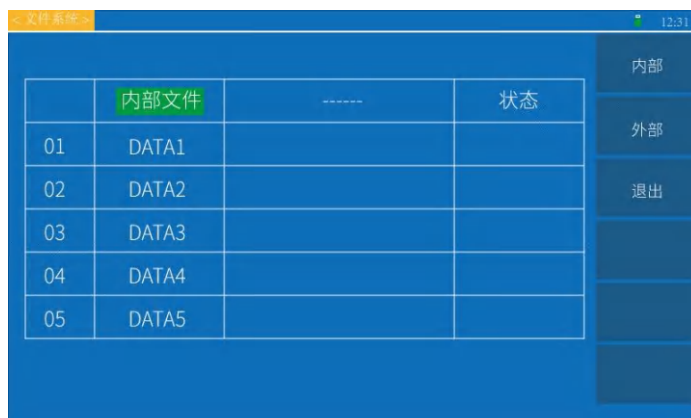 < 文件系统 >
12:31
内部
内部文件 ------ 状态
外部
01 DATA1
02 DATA2
退出
03 DATA3
04 DATA4
05 DATA5